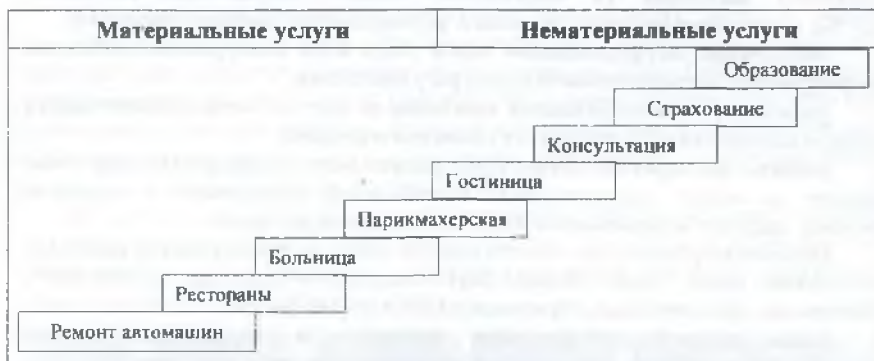 Материальные услуги Нематериальные услуги
Образование
Страхование
Консультация
Гостиница
Парикмахерская
Больница
Рестораны
Ремонт автомашин